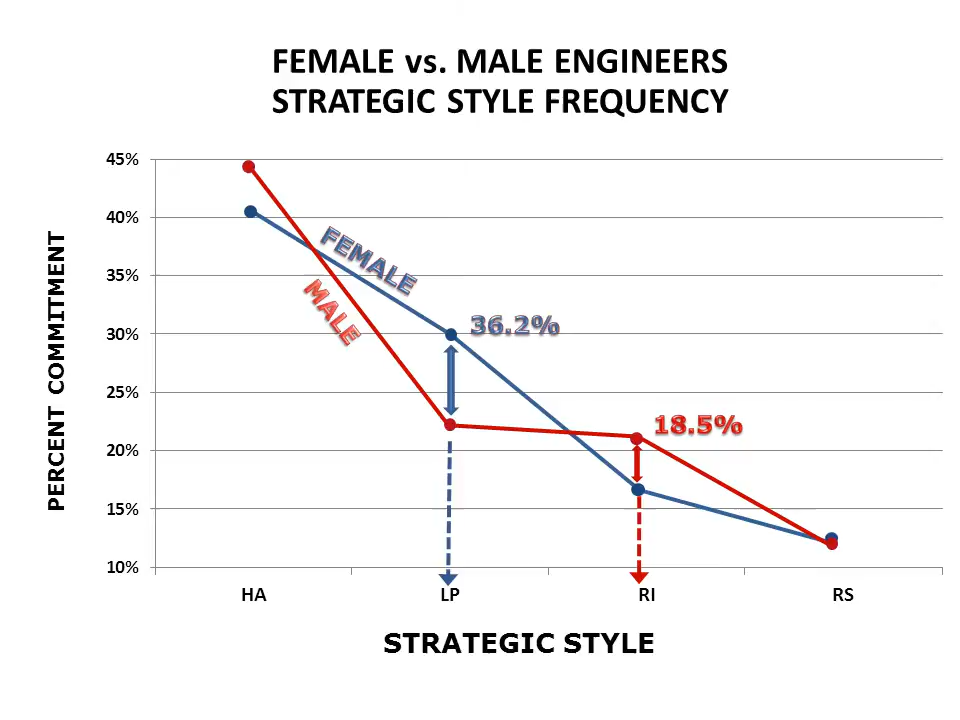 FEMALE vs. MALE ENGINEERS
STRATEGIC STYLE FREQUENCY
45%
40%
35%
30%
25%
20%
15%
10%
PERCENT COMMITMENT
FEMALE
MALE
36.2%
18.5%
HA LP RI RS
STRATEGIC STYLE